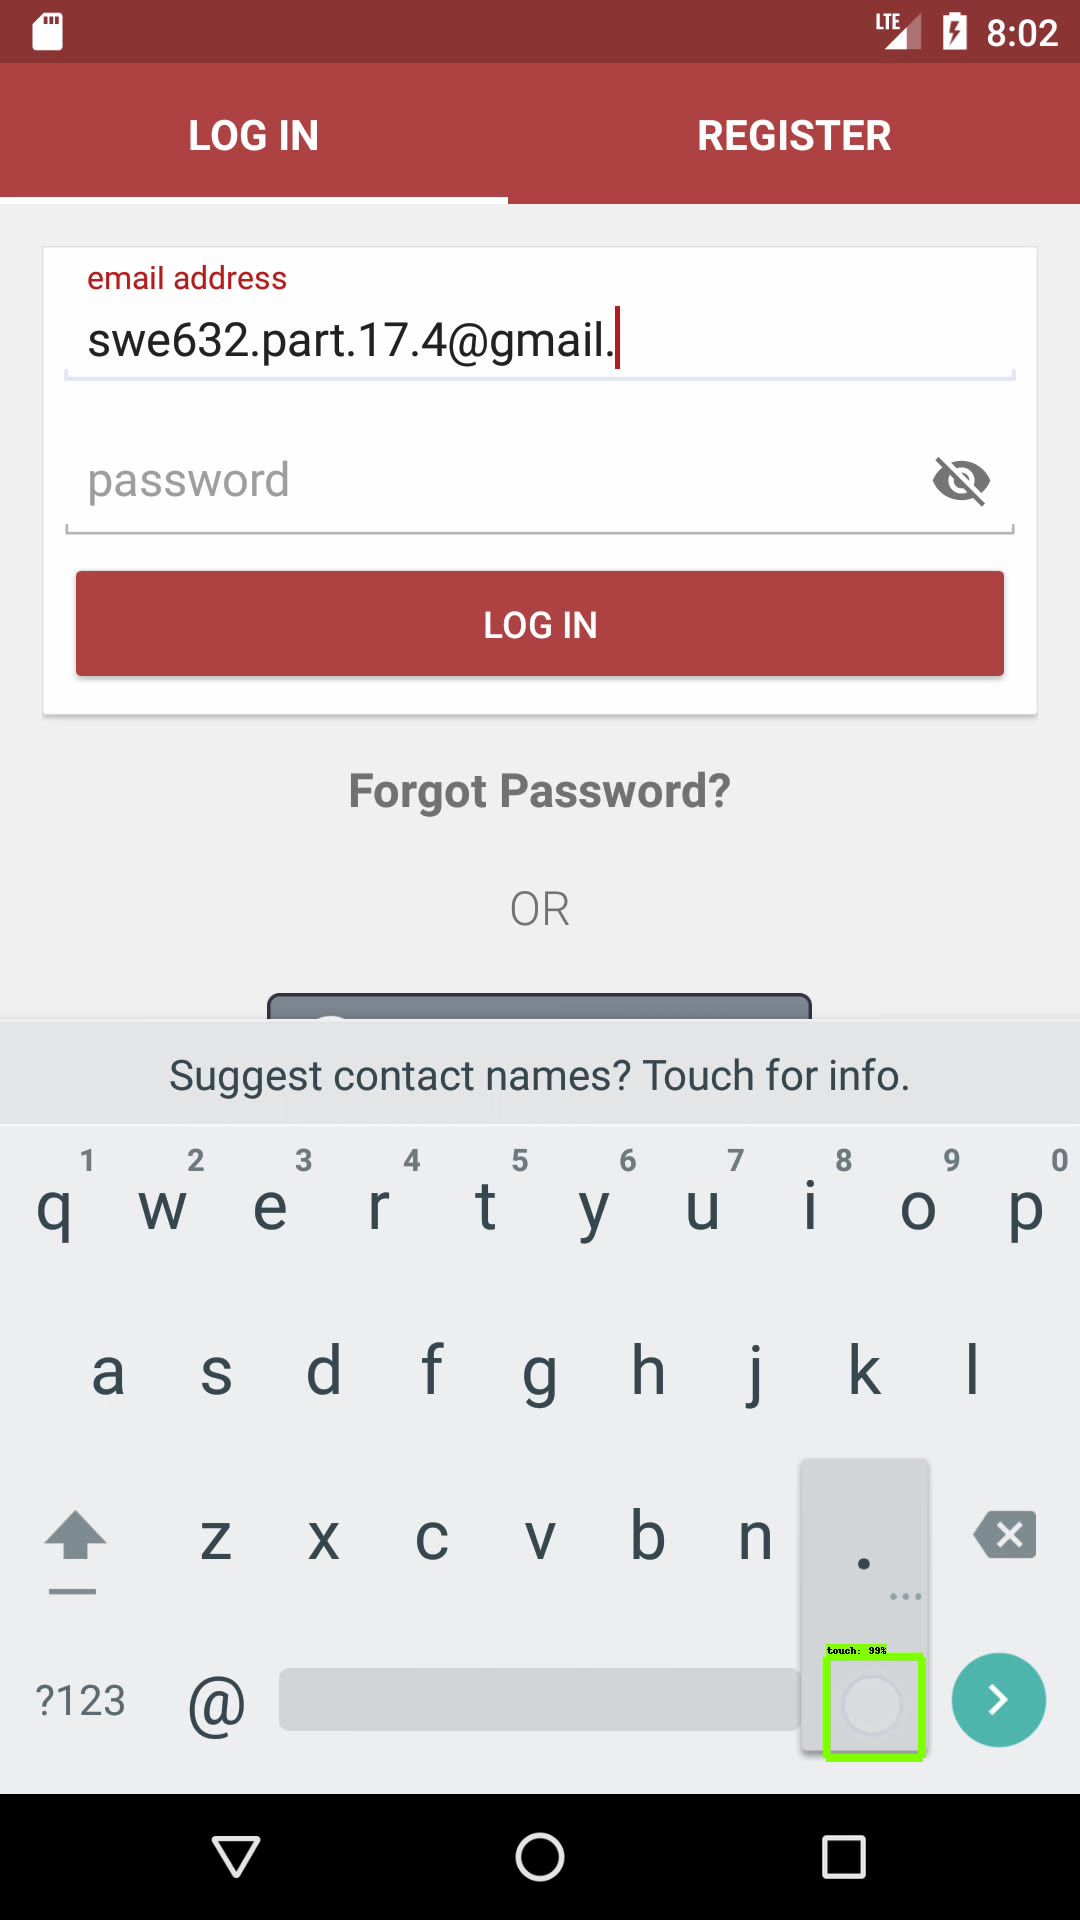 LTE 8:02
LOG IN REGISTER
email address
swe632.part.17.4@gmail.
password
LOG IN
Forgot Password?
OR
Suggest contact names? Touch for info.
1 2 3 4 5 6 7 8 9 0
q w e r t y u i o p
a s d f g h j k l
z x c v b n .
...
touch: 99%
?123 @